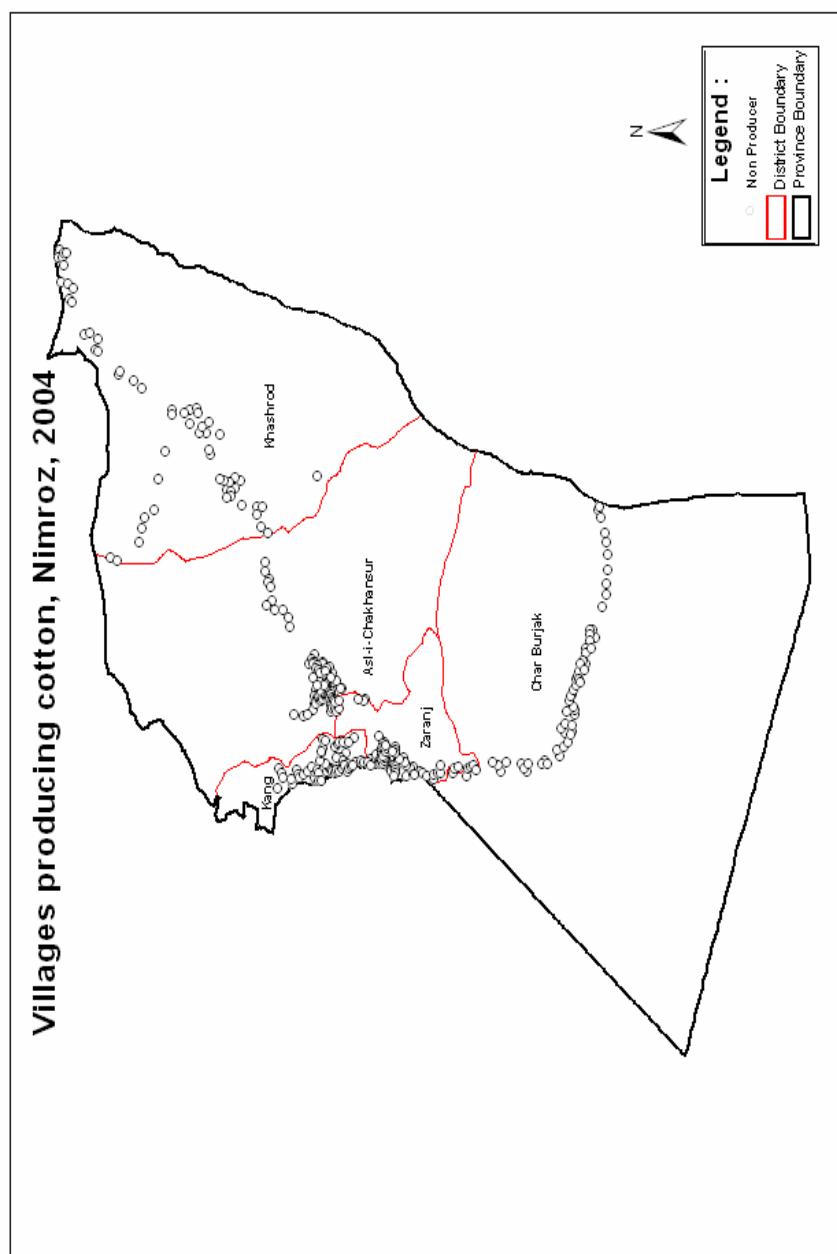 Villages producing cotton, Nimroz, 2004
Khashrod
Kang
Asl-i-Chakhansur
Zaranj
Char Burjak
N
Legend :
Non Producer
District Boundary
Province Boundary